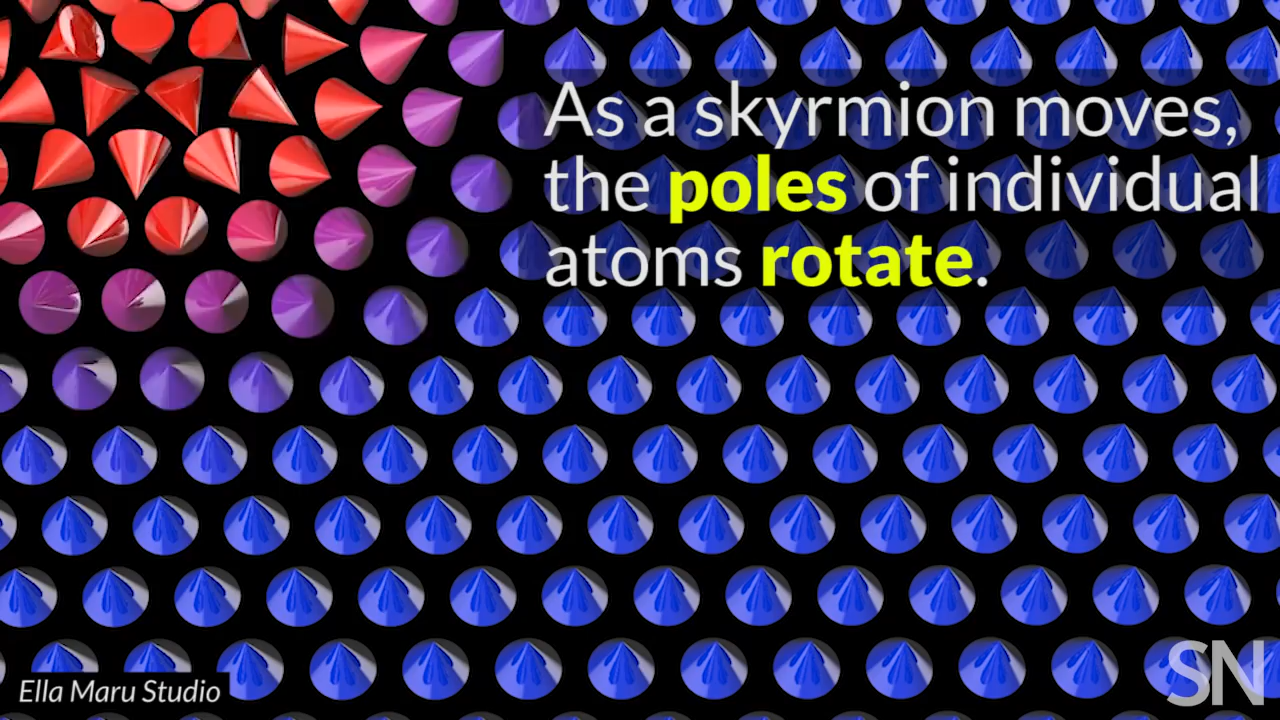 As a skyrmion moves,
the poles of individual
atoms rotate.
Ella Maru Studio
SN